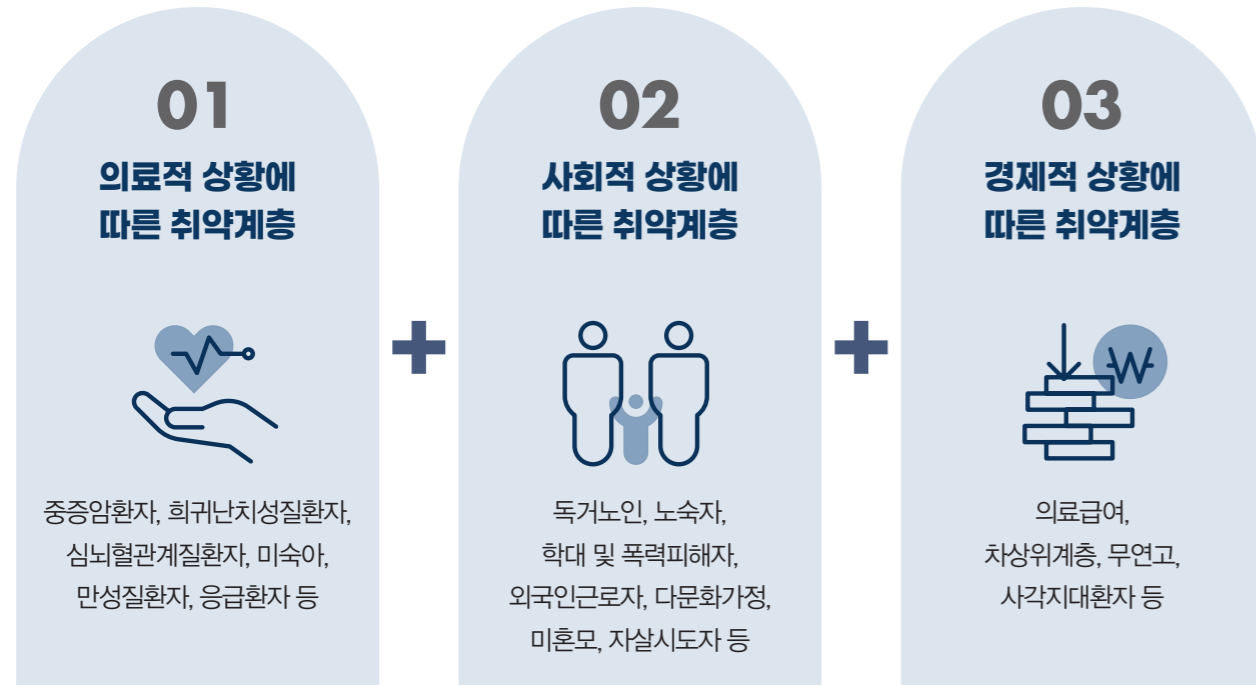 01
의료적 상황에
따른 취약계층
중증암환자, 희귀난치성질환자,
심뇌혈관계질환자, 미숙아,
만성질환자, 응급환자 등
02
사회적 상황에
따른 취약계층
독거노인, 노숙자,
학대 및 폭력피해자,
외국인근로자, 다문화가정,
미혼모, 자살시도자 등
03
경제적 상황에
따른 취약계층
의료급여,
차상위계층, 무연고,
사각지대환자 등